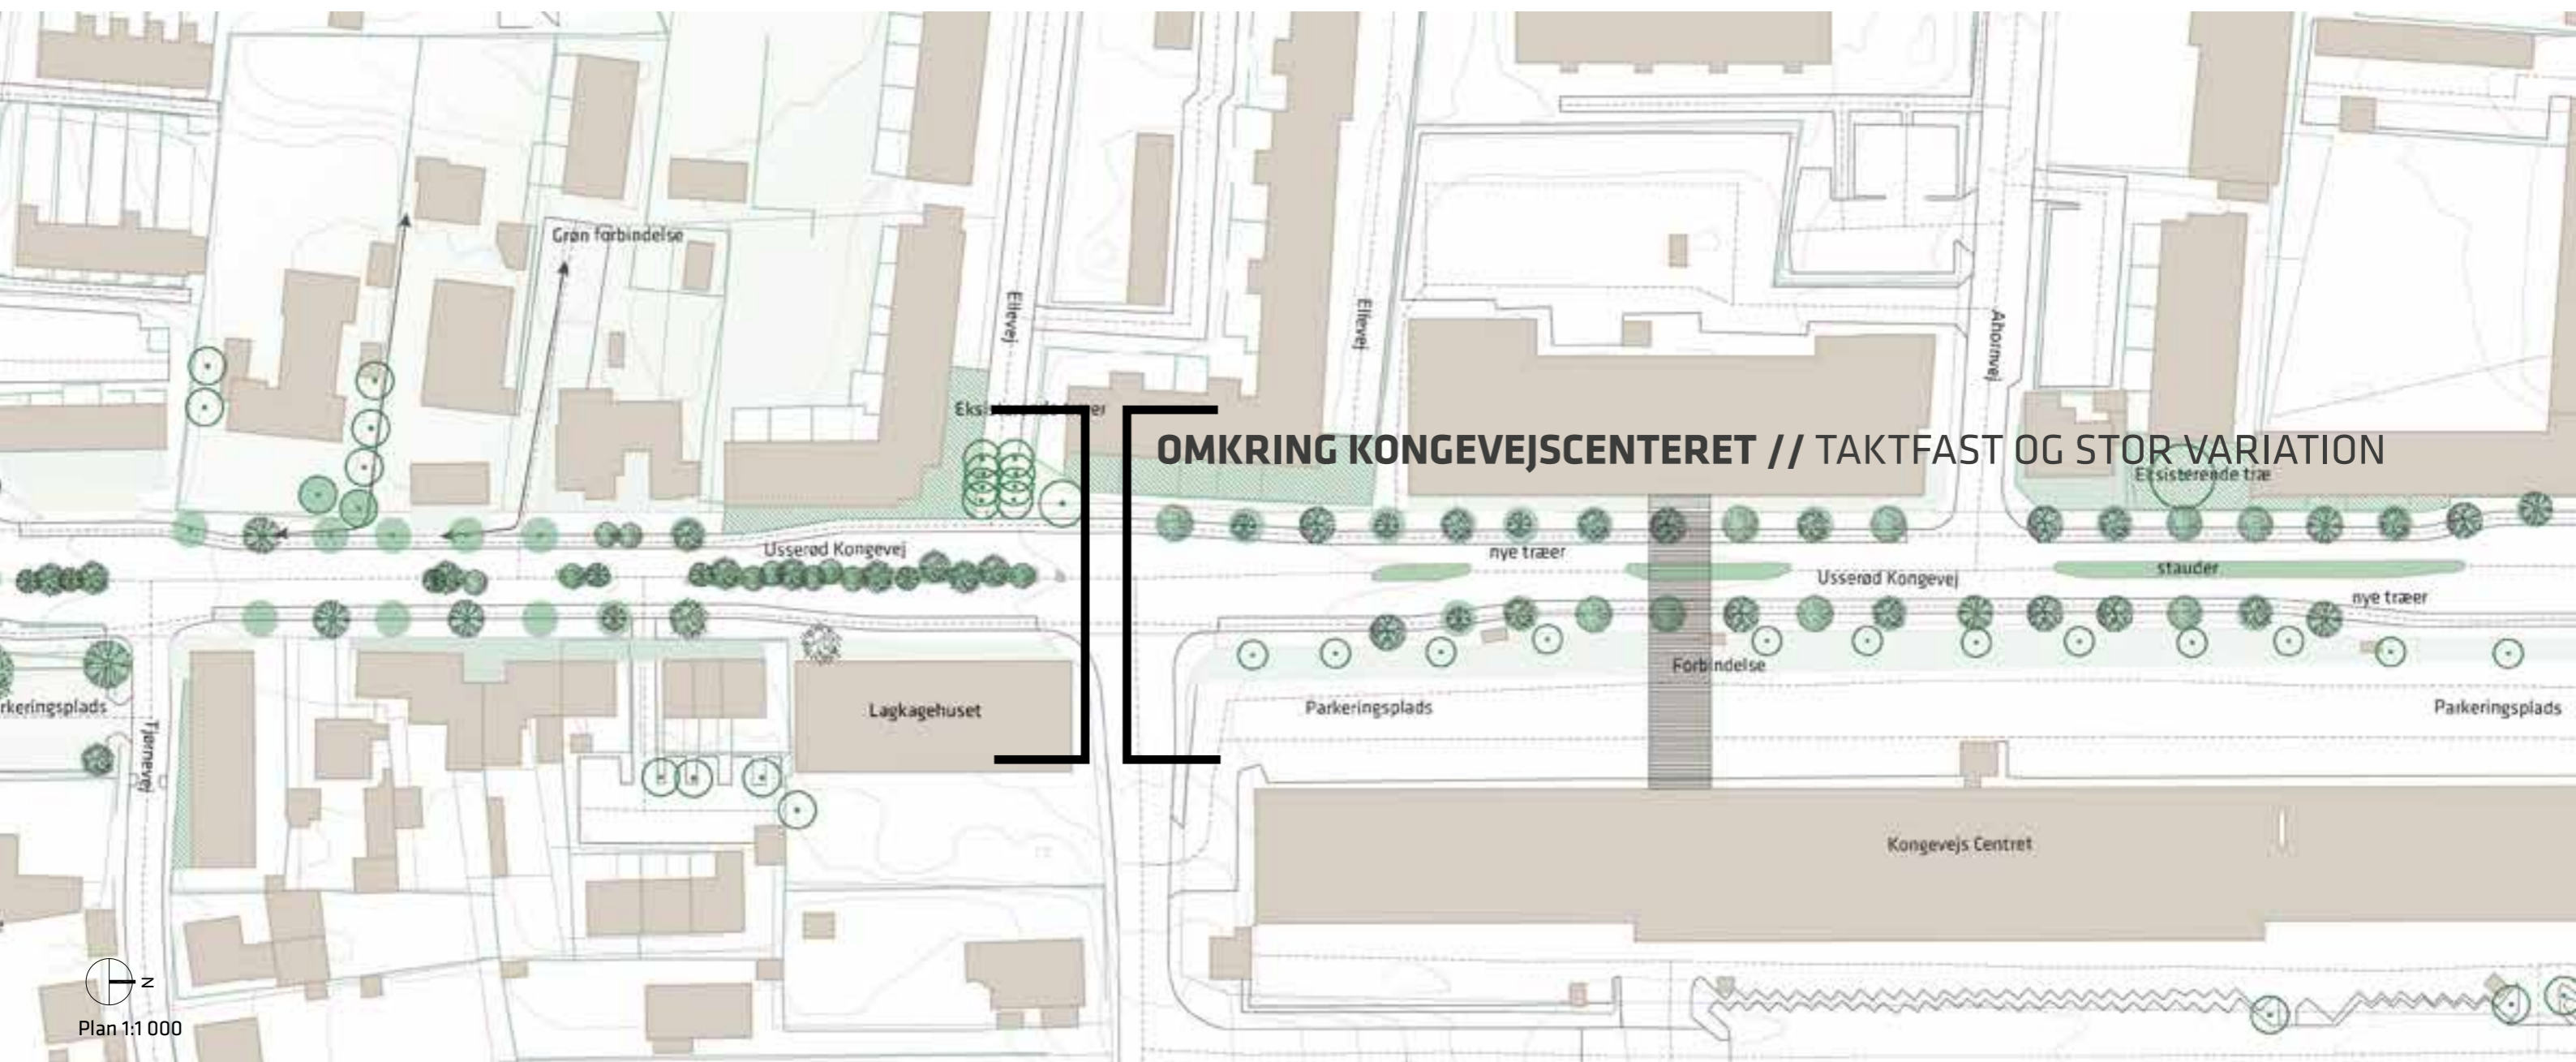 Grøn forbindelse
Ellevej
Ellevej
Ahornvej
OMKRING KONGEVEJSCENTERET // TAKTFAST OG STOR VARIATION
Eksisterende træ
Usserød Kongevej
nye træer
Usserød Kongevej
stauder
nye træer
Forbindelse
rkeringsplads
Tjørnevej
Lagkagehuset
Parkeringsplads
Parkeringsplads
Kongevejs Centret
N
Plan 1:1 000